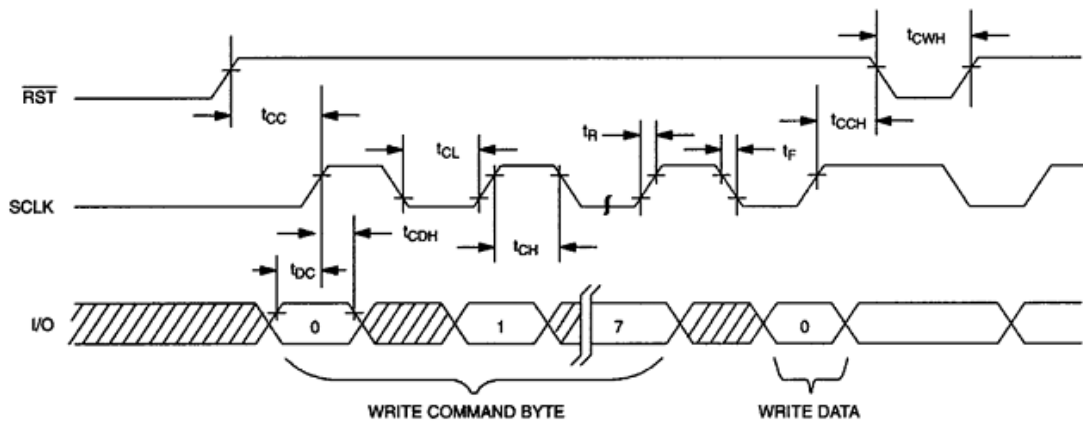 tCWH
RST
tCC
tCCH
tR
tF
tCL
SCLK
tCDH
tCH
tDC
I/O
0
1
7
0
WRITE COMMAND BYTE
WRITE DATA